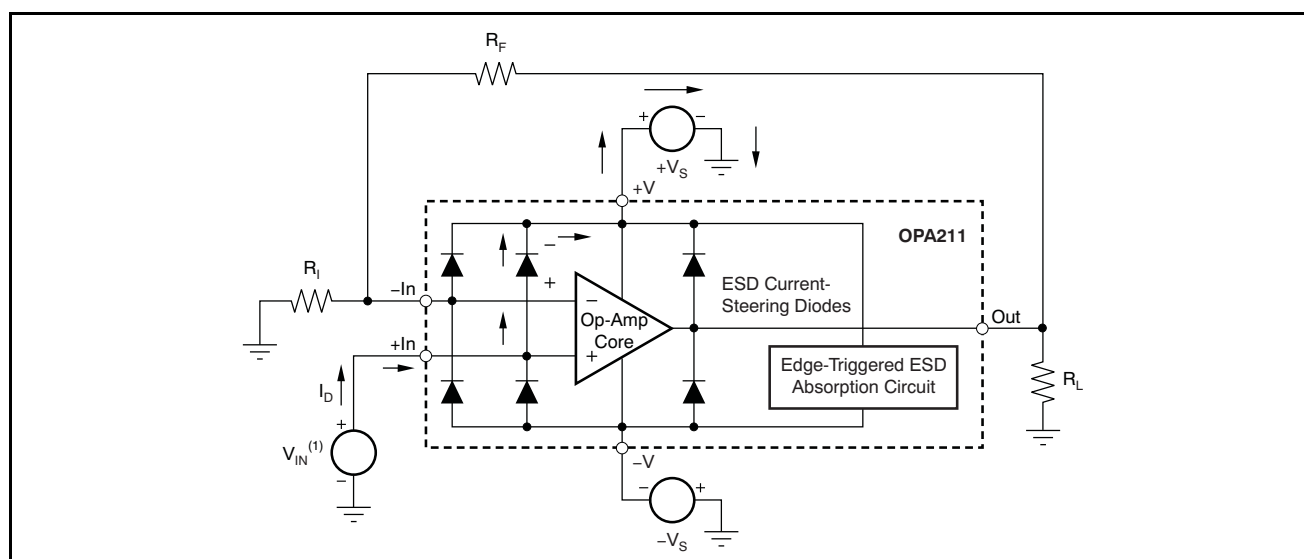 R_F
+ −
+V_S
+V
OPA211
R_I
−
ESD Current-
Steering Diodes
+
−In
−
Op-Amp
Core
Out
+In
+
Edge-Triggered ESD
Absorption Circuit
I_D
R_L
+
V_IN^(1)
−
−V
− +
−V_S